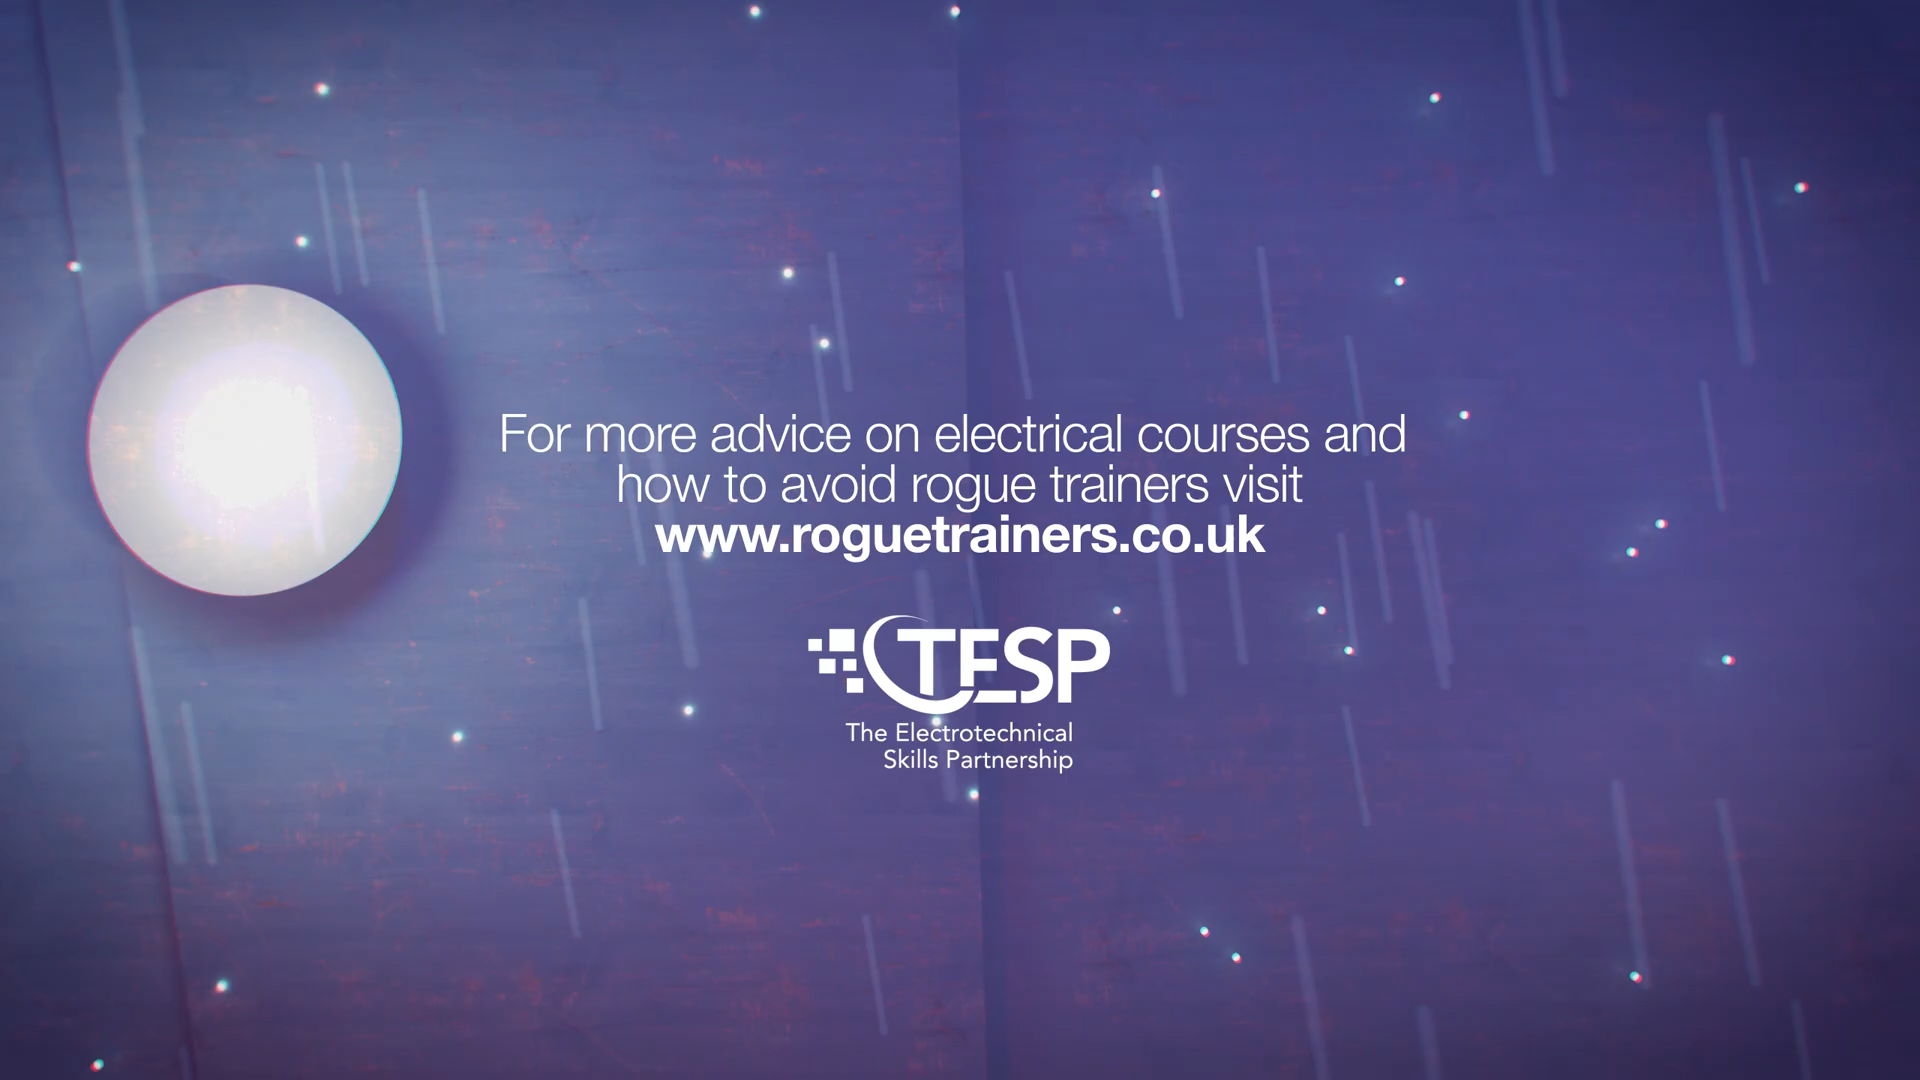 For more advice on electrical courses and
how to avoid rogue trainers visit
www.roguetrainers.co.uk
TESP
The Electrotechnical
Skills Partnership